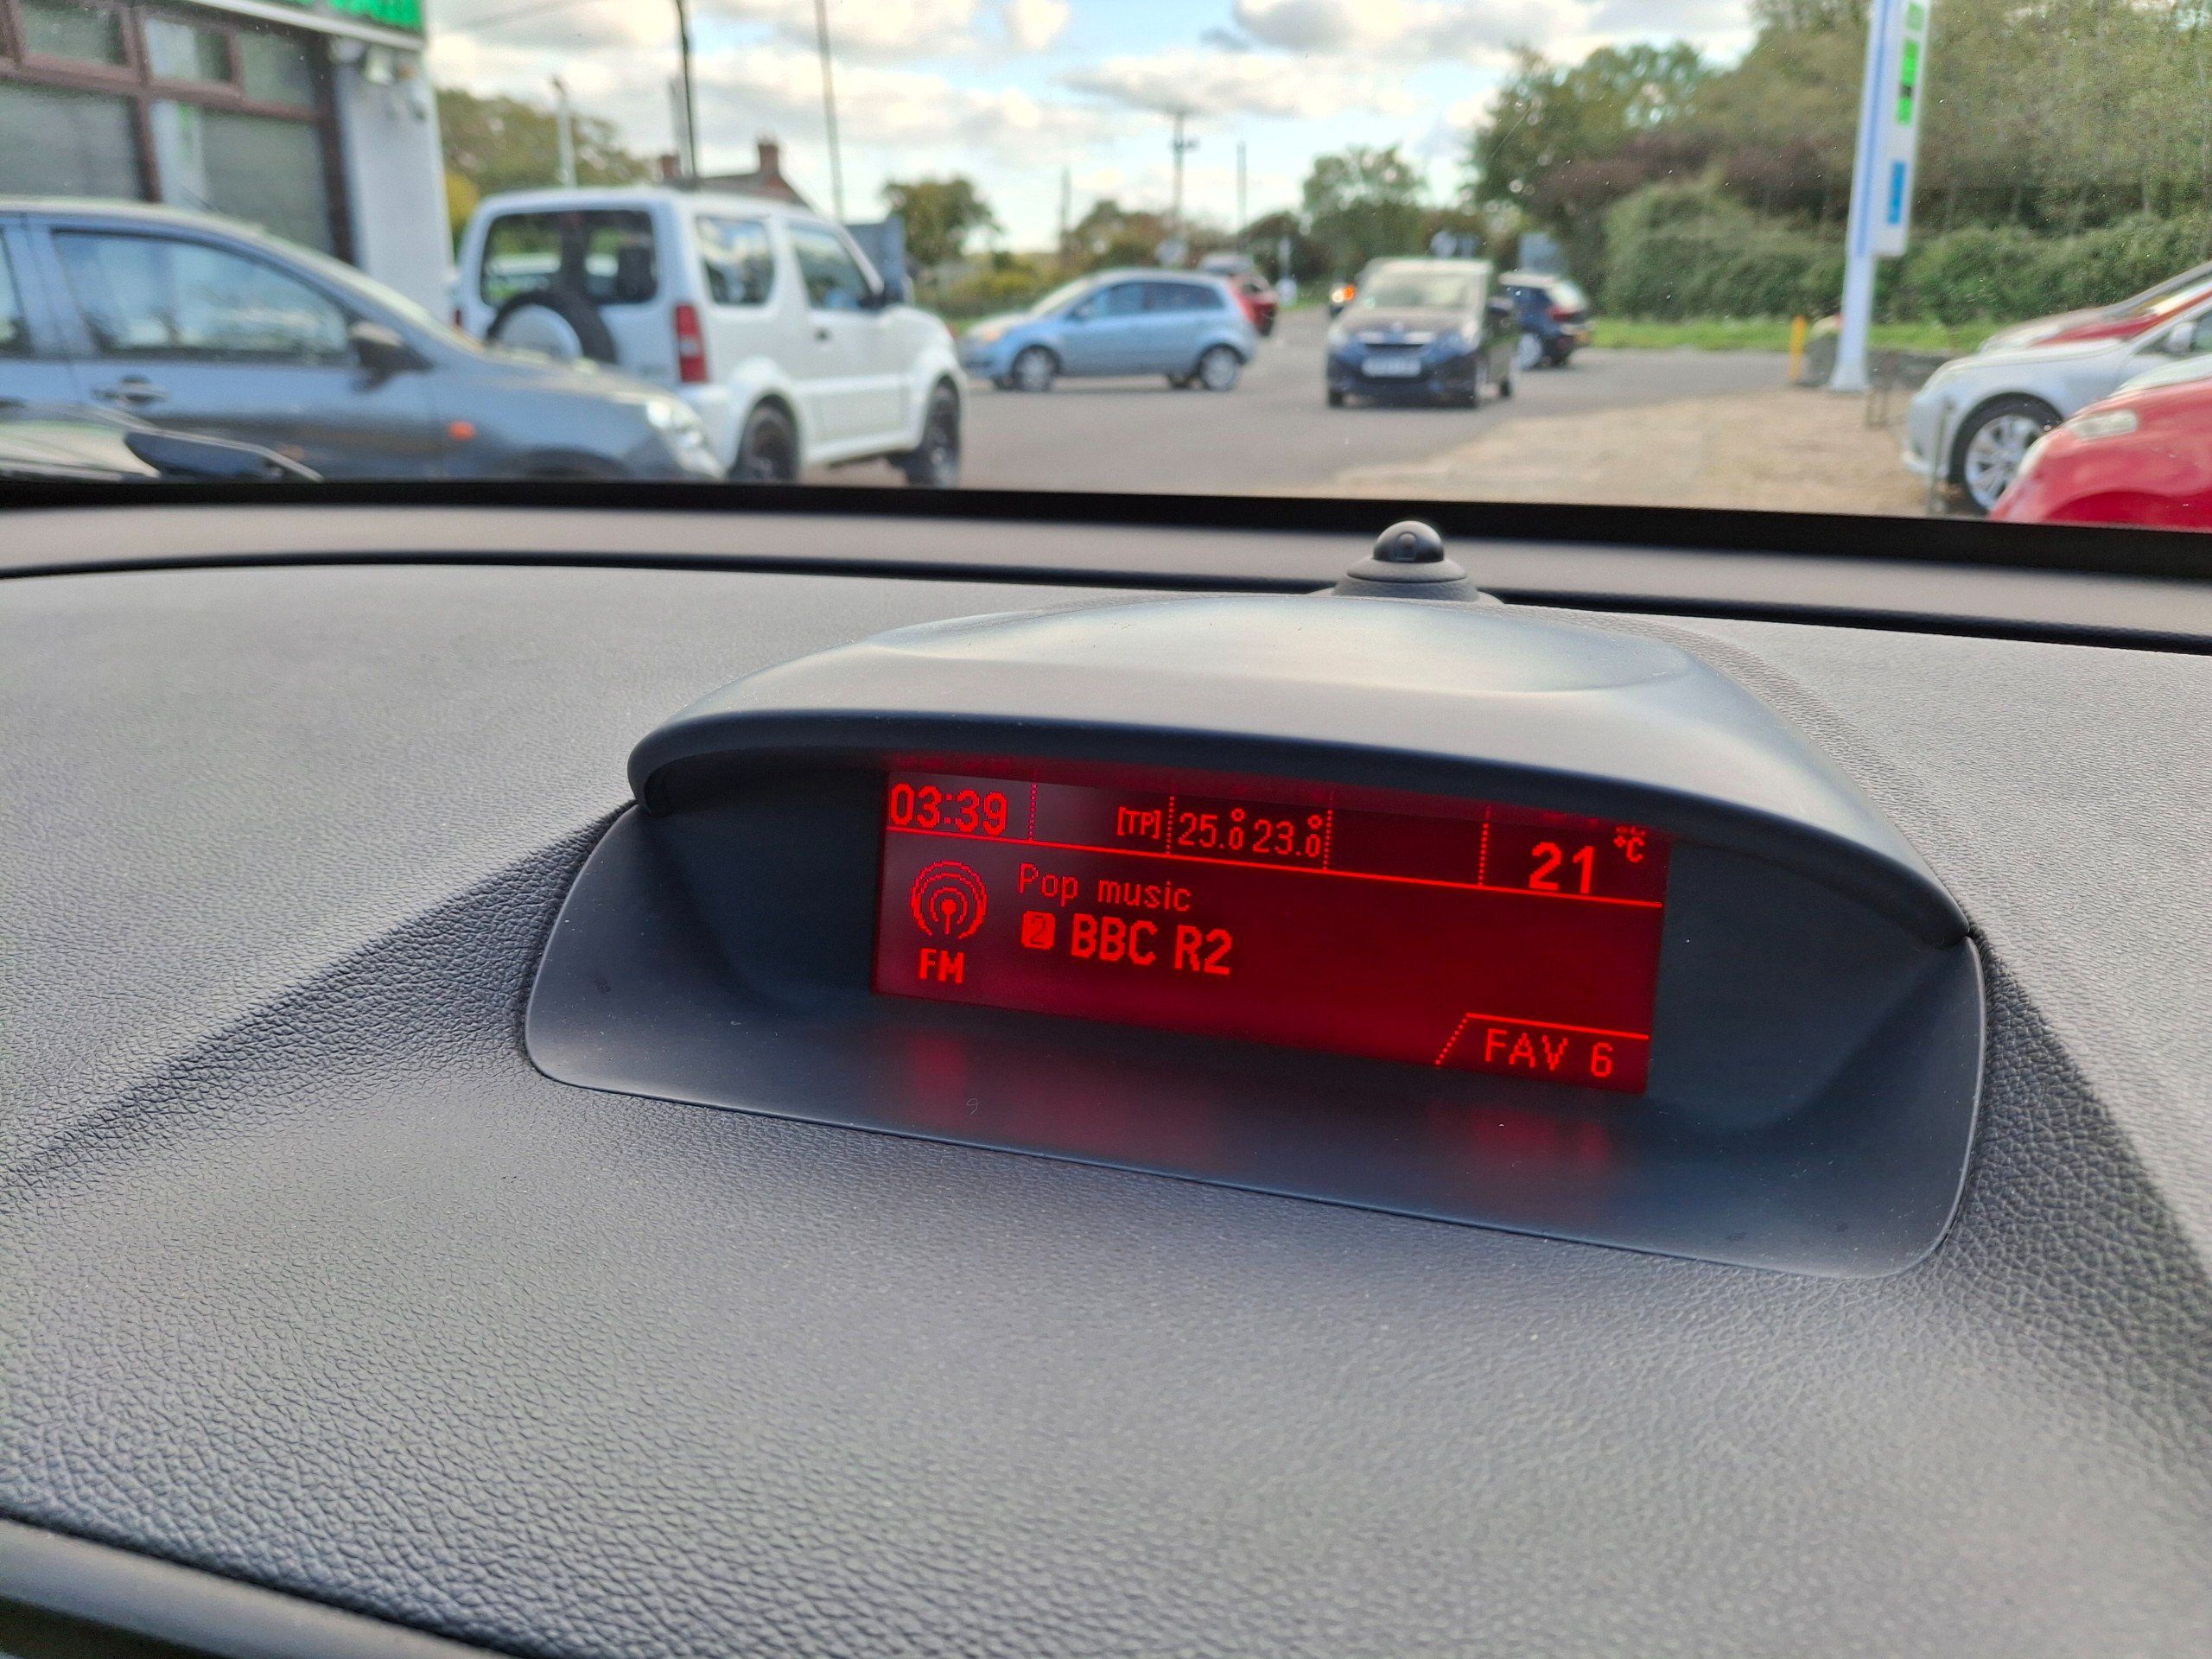 03:39 [TP] 25.0° 23.0° 21 °C
Pop music
2 BBC R2
FM
FAV 6